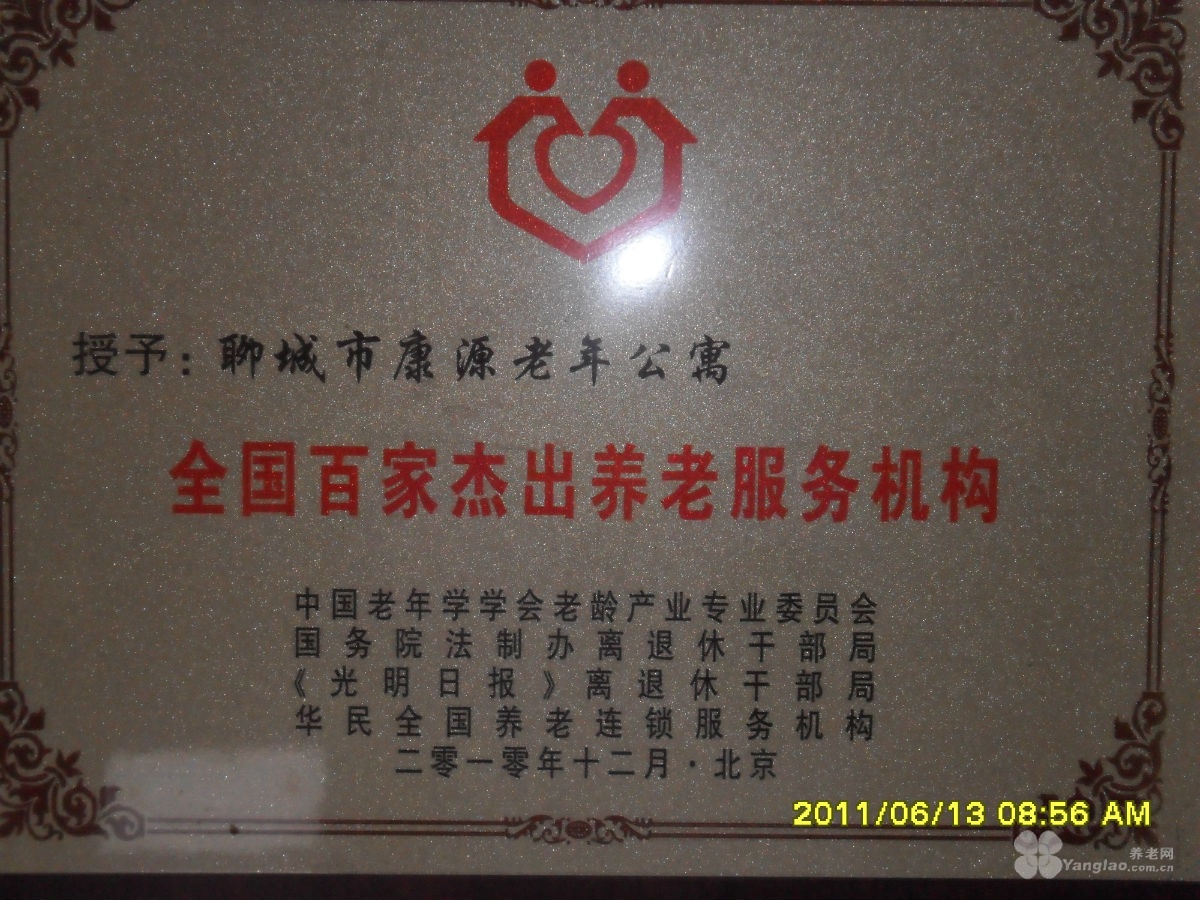 授予：聊城市康源老年公寓
全国百家杰出养老服务机构
中国老年学学会老龄产业专业委员会
国务院法制办离退休干部局
《光明日报》离退休干部局
华民全国养老连锁服务机构
二零一零年十二月·北京
2011/06/13 08:56 AM
养老网
Yanglao.com.cn